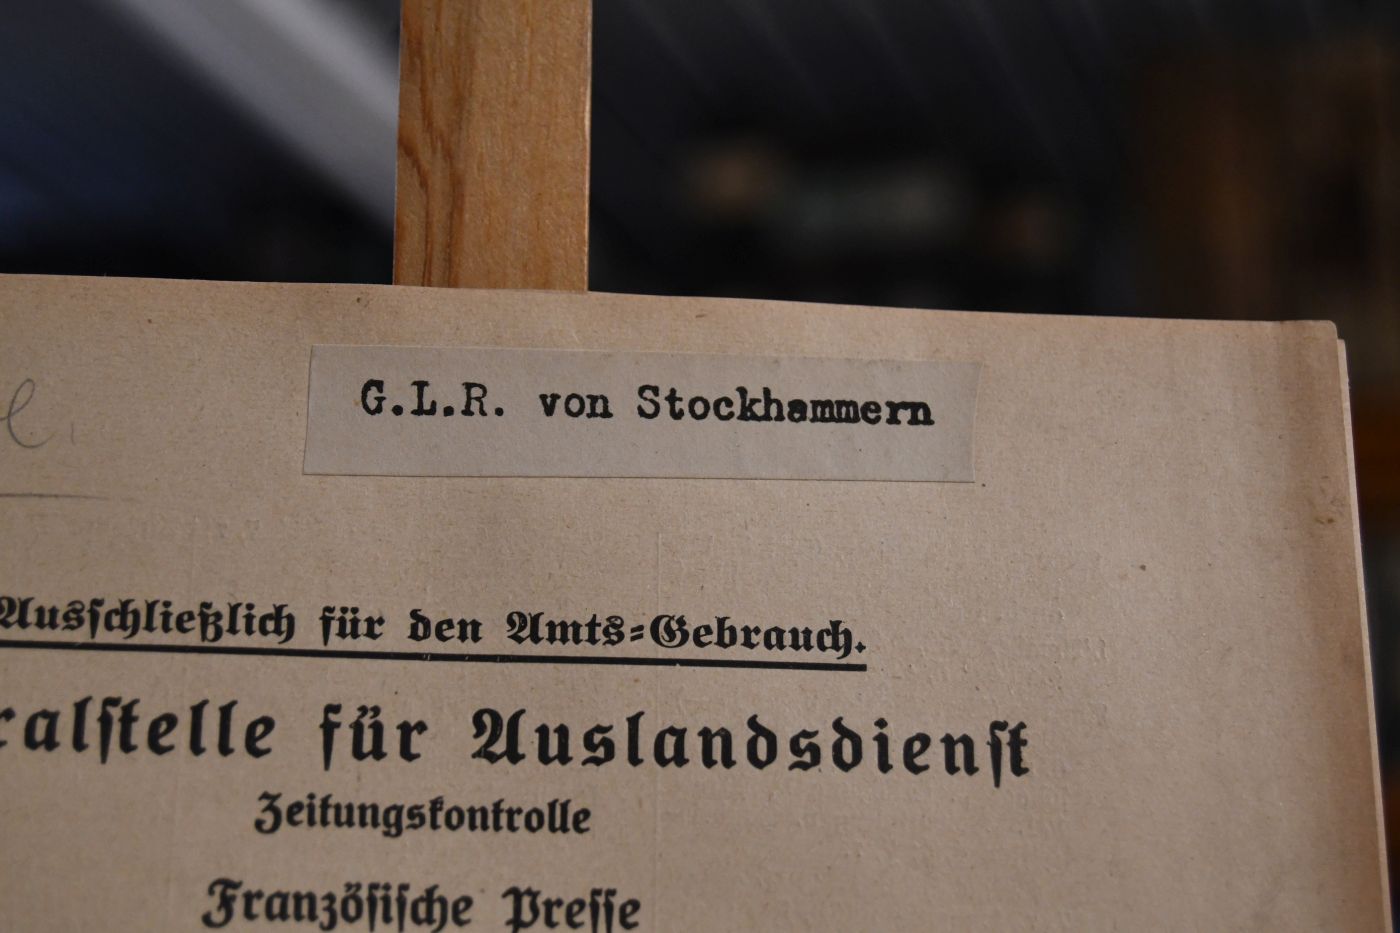 G.L.R. von Stockhammern
Ausschließlich für den Amts-Gebrauch.
ralstelle für Auslandsdienst
Zeitungskontrolle
Französische Presse